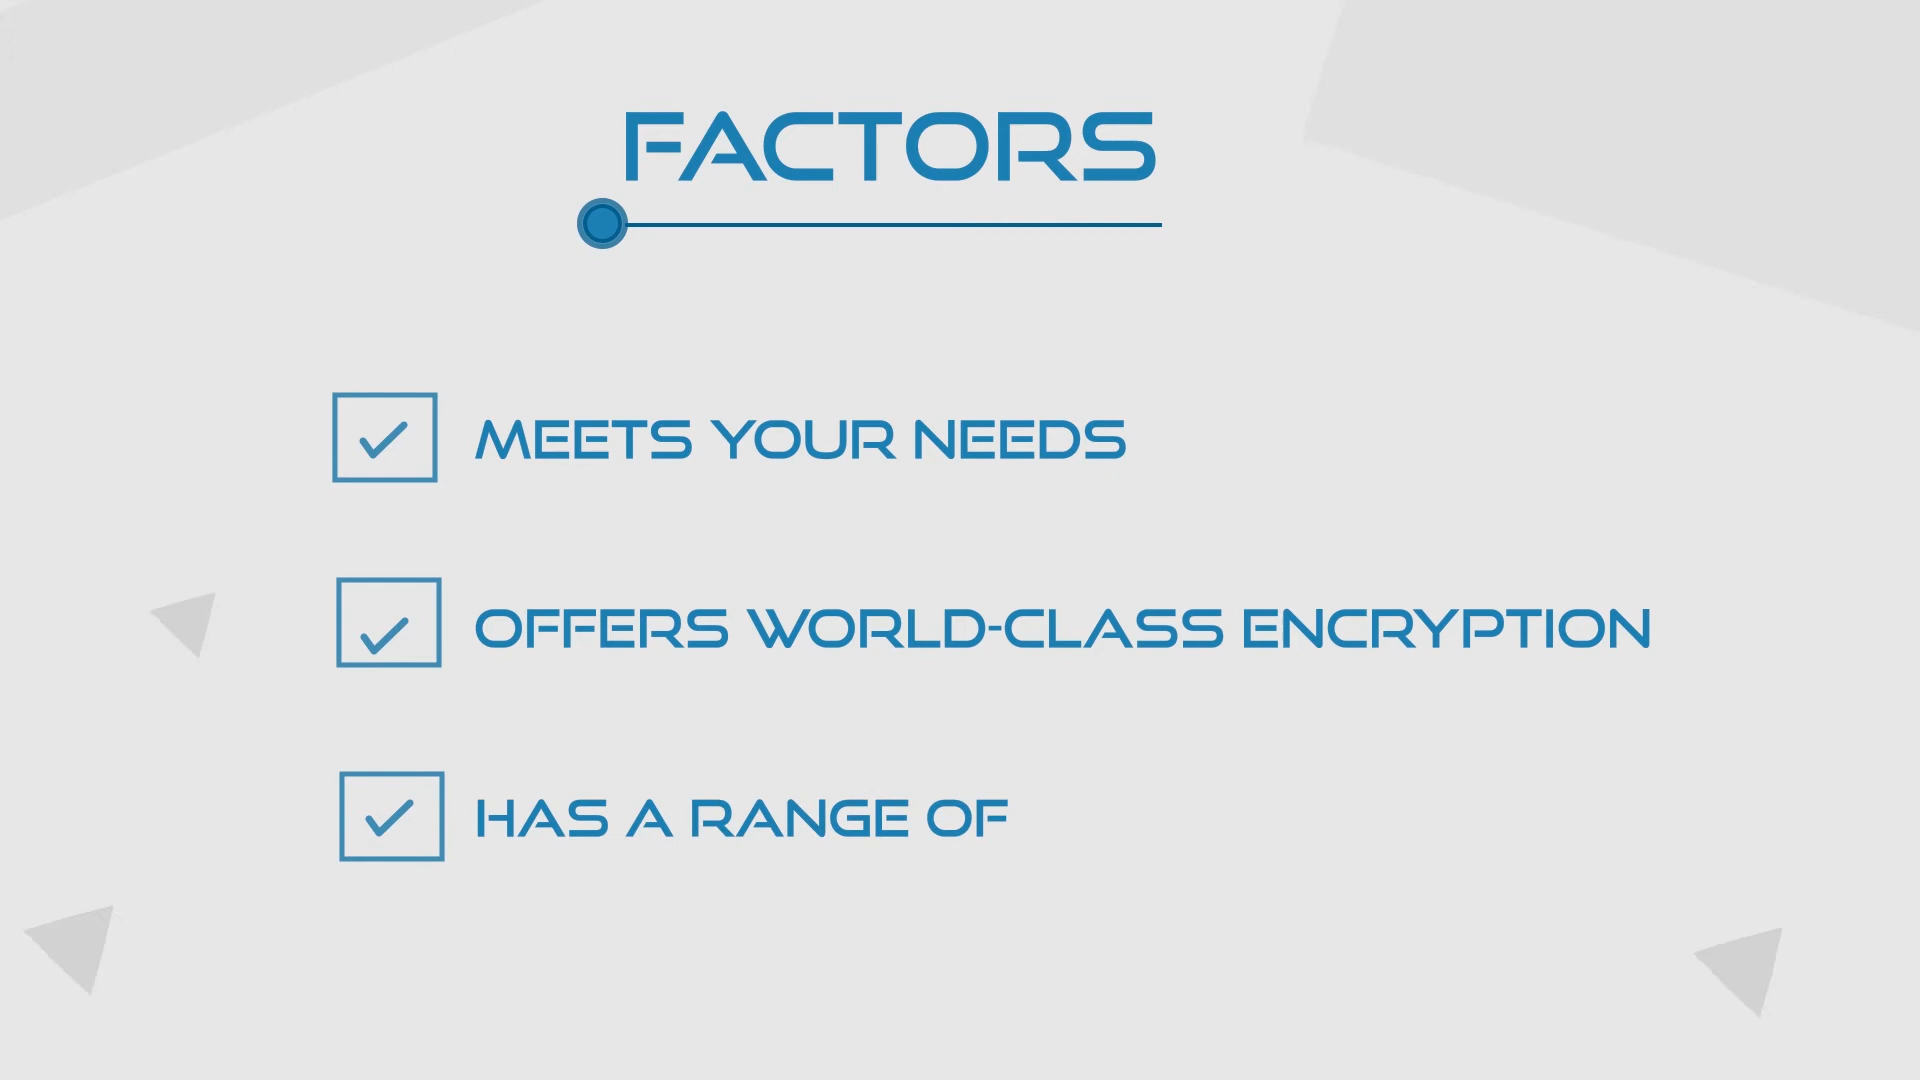 FACTORS
MEETS YOUR NEEDS
OFFERS WORLD-CLASS ENCRYPTION
HAS A RANGE OF